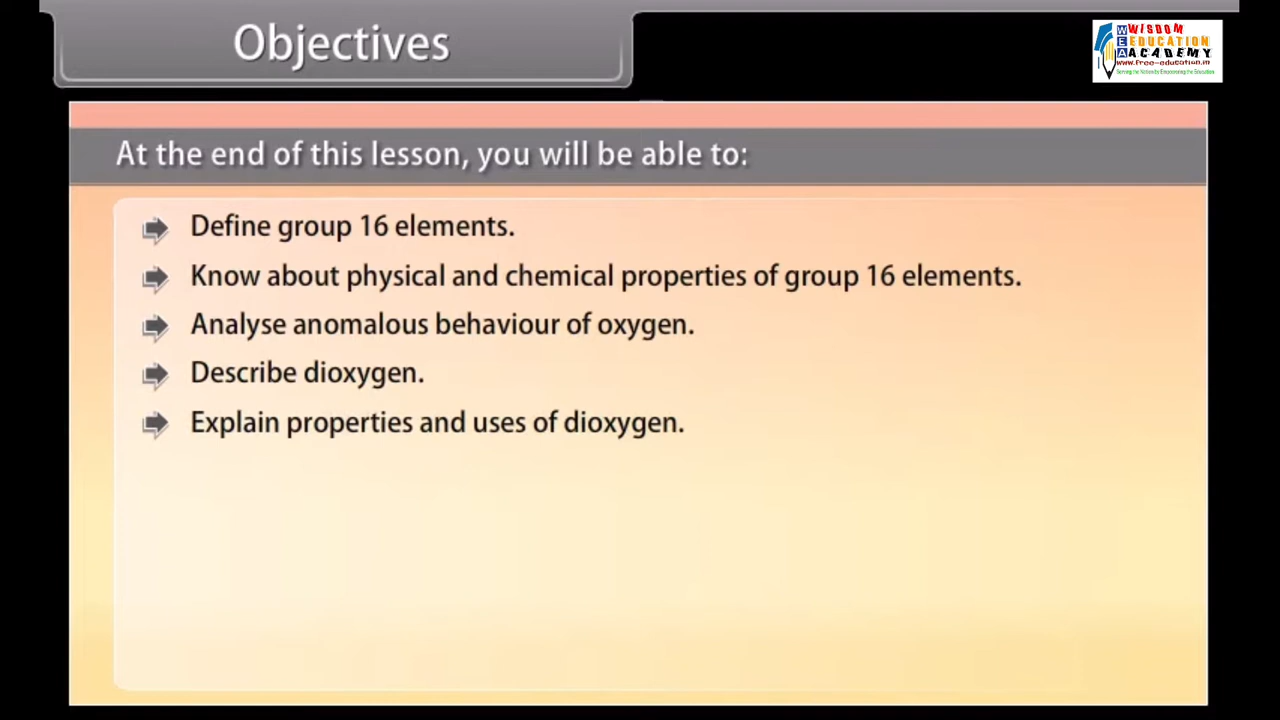 Objectives
WISDOM
EDUCATION
ACADEMY
www.free-education.in
At the end of this lesson, you will be able to:
Define group 16 elements.
Know about physical and chemical properties of group 16 elements.
Analyse anomalous behaviour of oxygen.
Describe dioxygen.
Explain properties and uses of dioxygen.